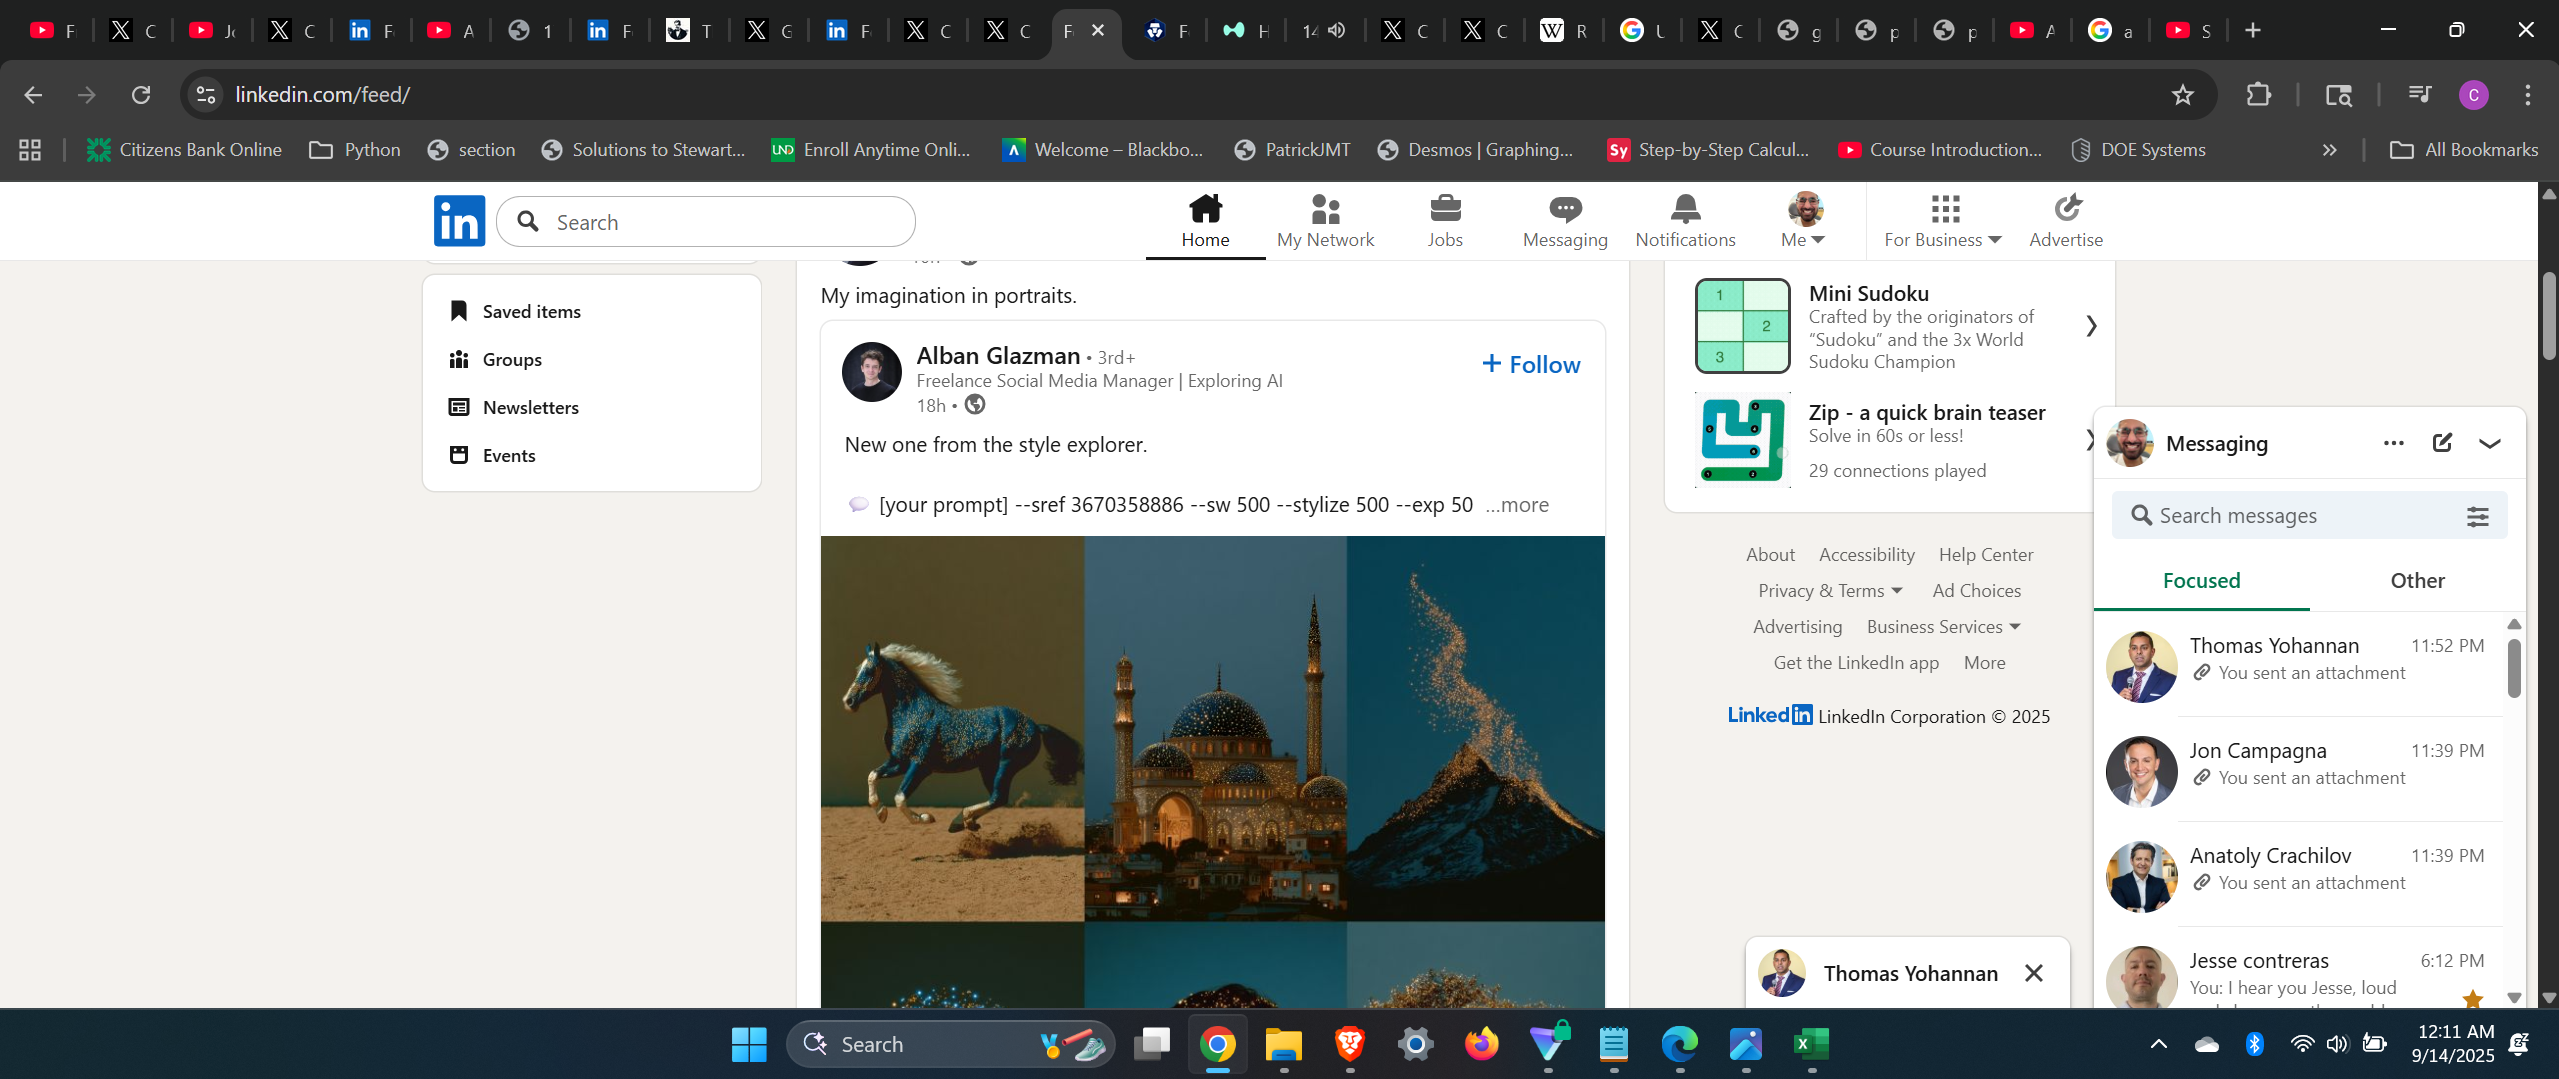 linkedin.com/feed/
Citizens Bank Online
Python
section
Solutions to Stewart...
Enroll Anytime Onli...
Welcome – Blackbo...
PatrickJMT
Desmos | Graphing...
Step-by-Step Calcul...
Course Introduction...
DOE Systems
All Bookmarks
Search
Home
My Network
Jobs
Messaging
Notifications
Me
For Business
Advertise
Saved items
Groups
Newsletters
Events
My imagination in portraits.
Alban Glazman • 3rd+
+ Follow
Freelance Social Media Manager | Exploring AI
18h •
New one from the style explorer.
[your prompt] --sref 3670358886 --sw 500 --stylize 500 --exp 50 ...more
1
2
3
Mini Sudoku
Crafted by the originators of
“Sudoku” and the 3x World
Sudoku Champion
Zip - a quick brain teaser
Solve in 60s or less!
29 connections played
About Accessibility Help Center
Privacy & Terms Ad Choices
Advertising Business Services
Get the LinkedIn app More
LinkedIn LinkedIn Corporation © 2025
Messaging
Search messages
Focused Other
Thomas Yohannan 11:52 PM
You sent an attachment
Jon Campagna 11:39 PM
You sent an attachment
Anatoly Crachilov 11:39 PM
You sent an attachment
Jesse contreras 6:12 PM
You: I hear you Jesse, loud
Thomas Yohannan
Search
12:11 AM
9/14/2025